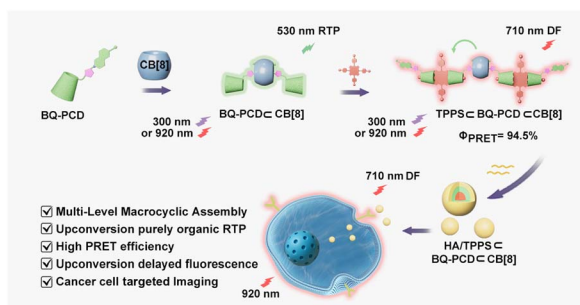 530 nm RTP
710 nm DF
CB[8]
BQ-PCD
BQ-PCD⊂ CB[8]
TPPS⊂ BQ-PCD ⊂CB[8]
300 nm
or 920 nm
300 nm
or 920 nm
ΦPRET= 94.5%
710 nm DF
☑ Multi-Level Macrocyclic Assembly
☑ Upconversion purely organic RTP
☑ High PRET efficiency
☑ Upconversion delayed fluorescence
☑ Cancer cell targeted Imaging
920 nm
HA/TPPS⊂
BQ-PCD⊂CB[8]